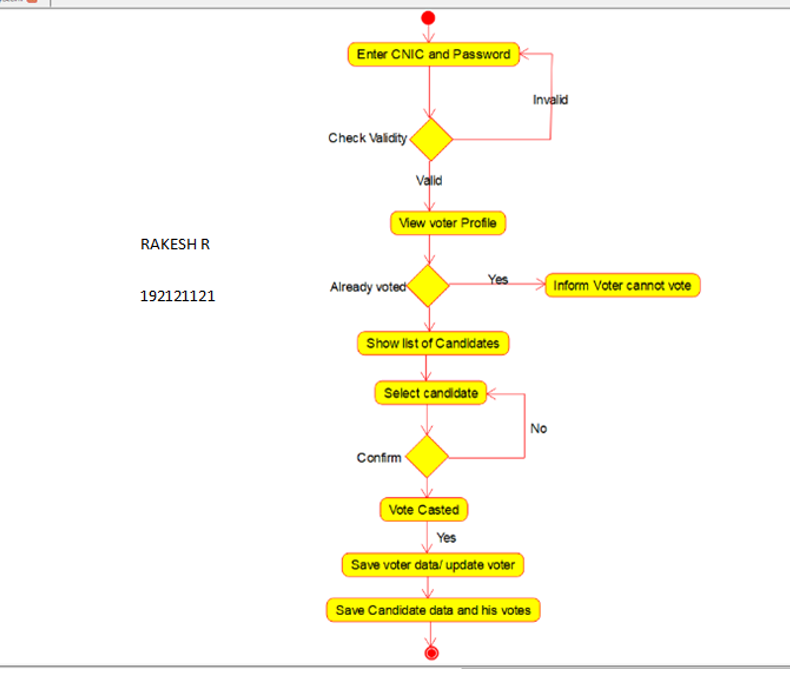 Enter CNIC and Password
Invalid
Check Validity
Valid
View voter Profile
RAKESH R
Already voted
Yes
Inform Voter cannot vote
192121121
Show list of Candidates
Select candidate
No
Confirm
Vote Casted
Yes
Save voter data/ update voter
Save Candidate data and his votes